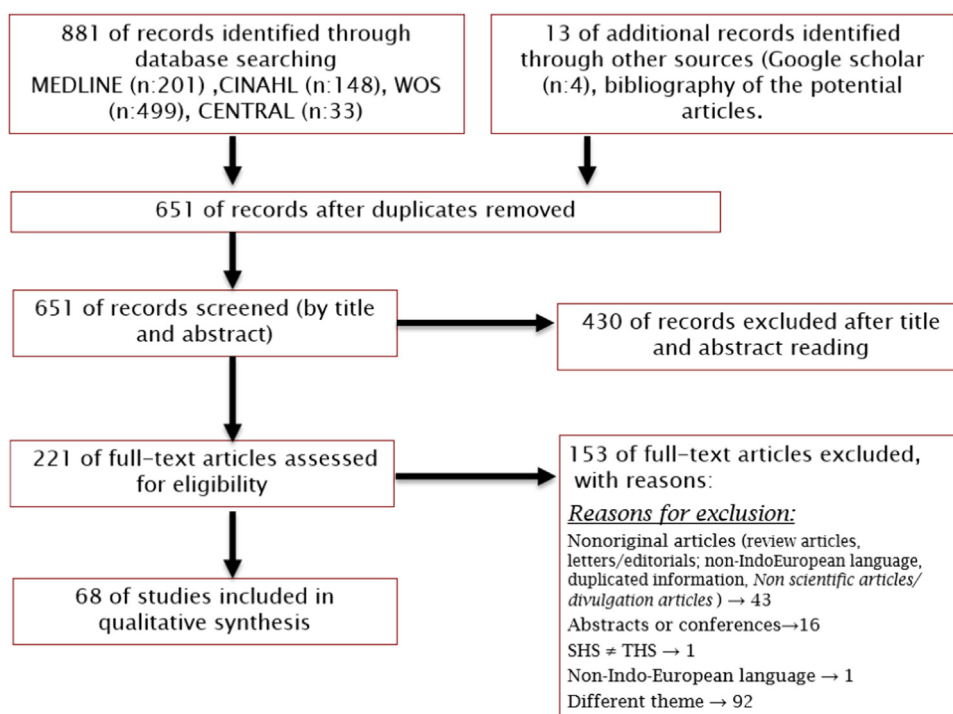 881 of records identified through
database searching
MEDLINE (n:201) ,CINAHL (n:148), WOS
(n:499), CENTRAL (n:33)
13 of additional records identified
through other sources (Google scholar
(n:4), bibliography of the potential
articles.
651 of records after duplicates removed
651 of records screened (by title
and abstract)
430 of records excluded after title
and abstract reading
221 of full-text articles assessed
for eligibility
153 of full-text articles excluded,
with reasons:
Reasons for exclusion:
Nonoriginal articles (review articles,
letters/editorials; non-IndoEuropean language,
duplicated information, Non scientific articles/
divulgation articles ) → 43
Abstracts or conferences→16
SHS ≠ THS → 1
Non-Indo-European language → 1
Different theme → 92
68 of studies included in
qualitative synthesis